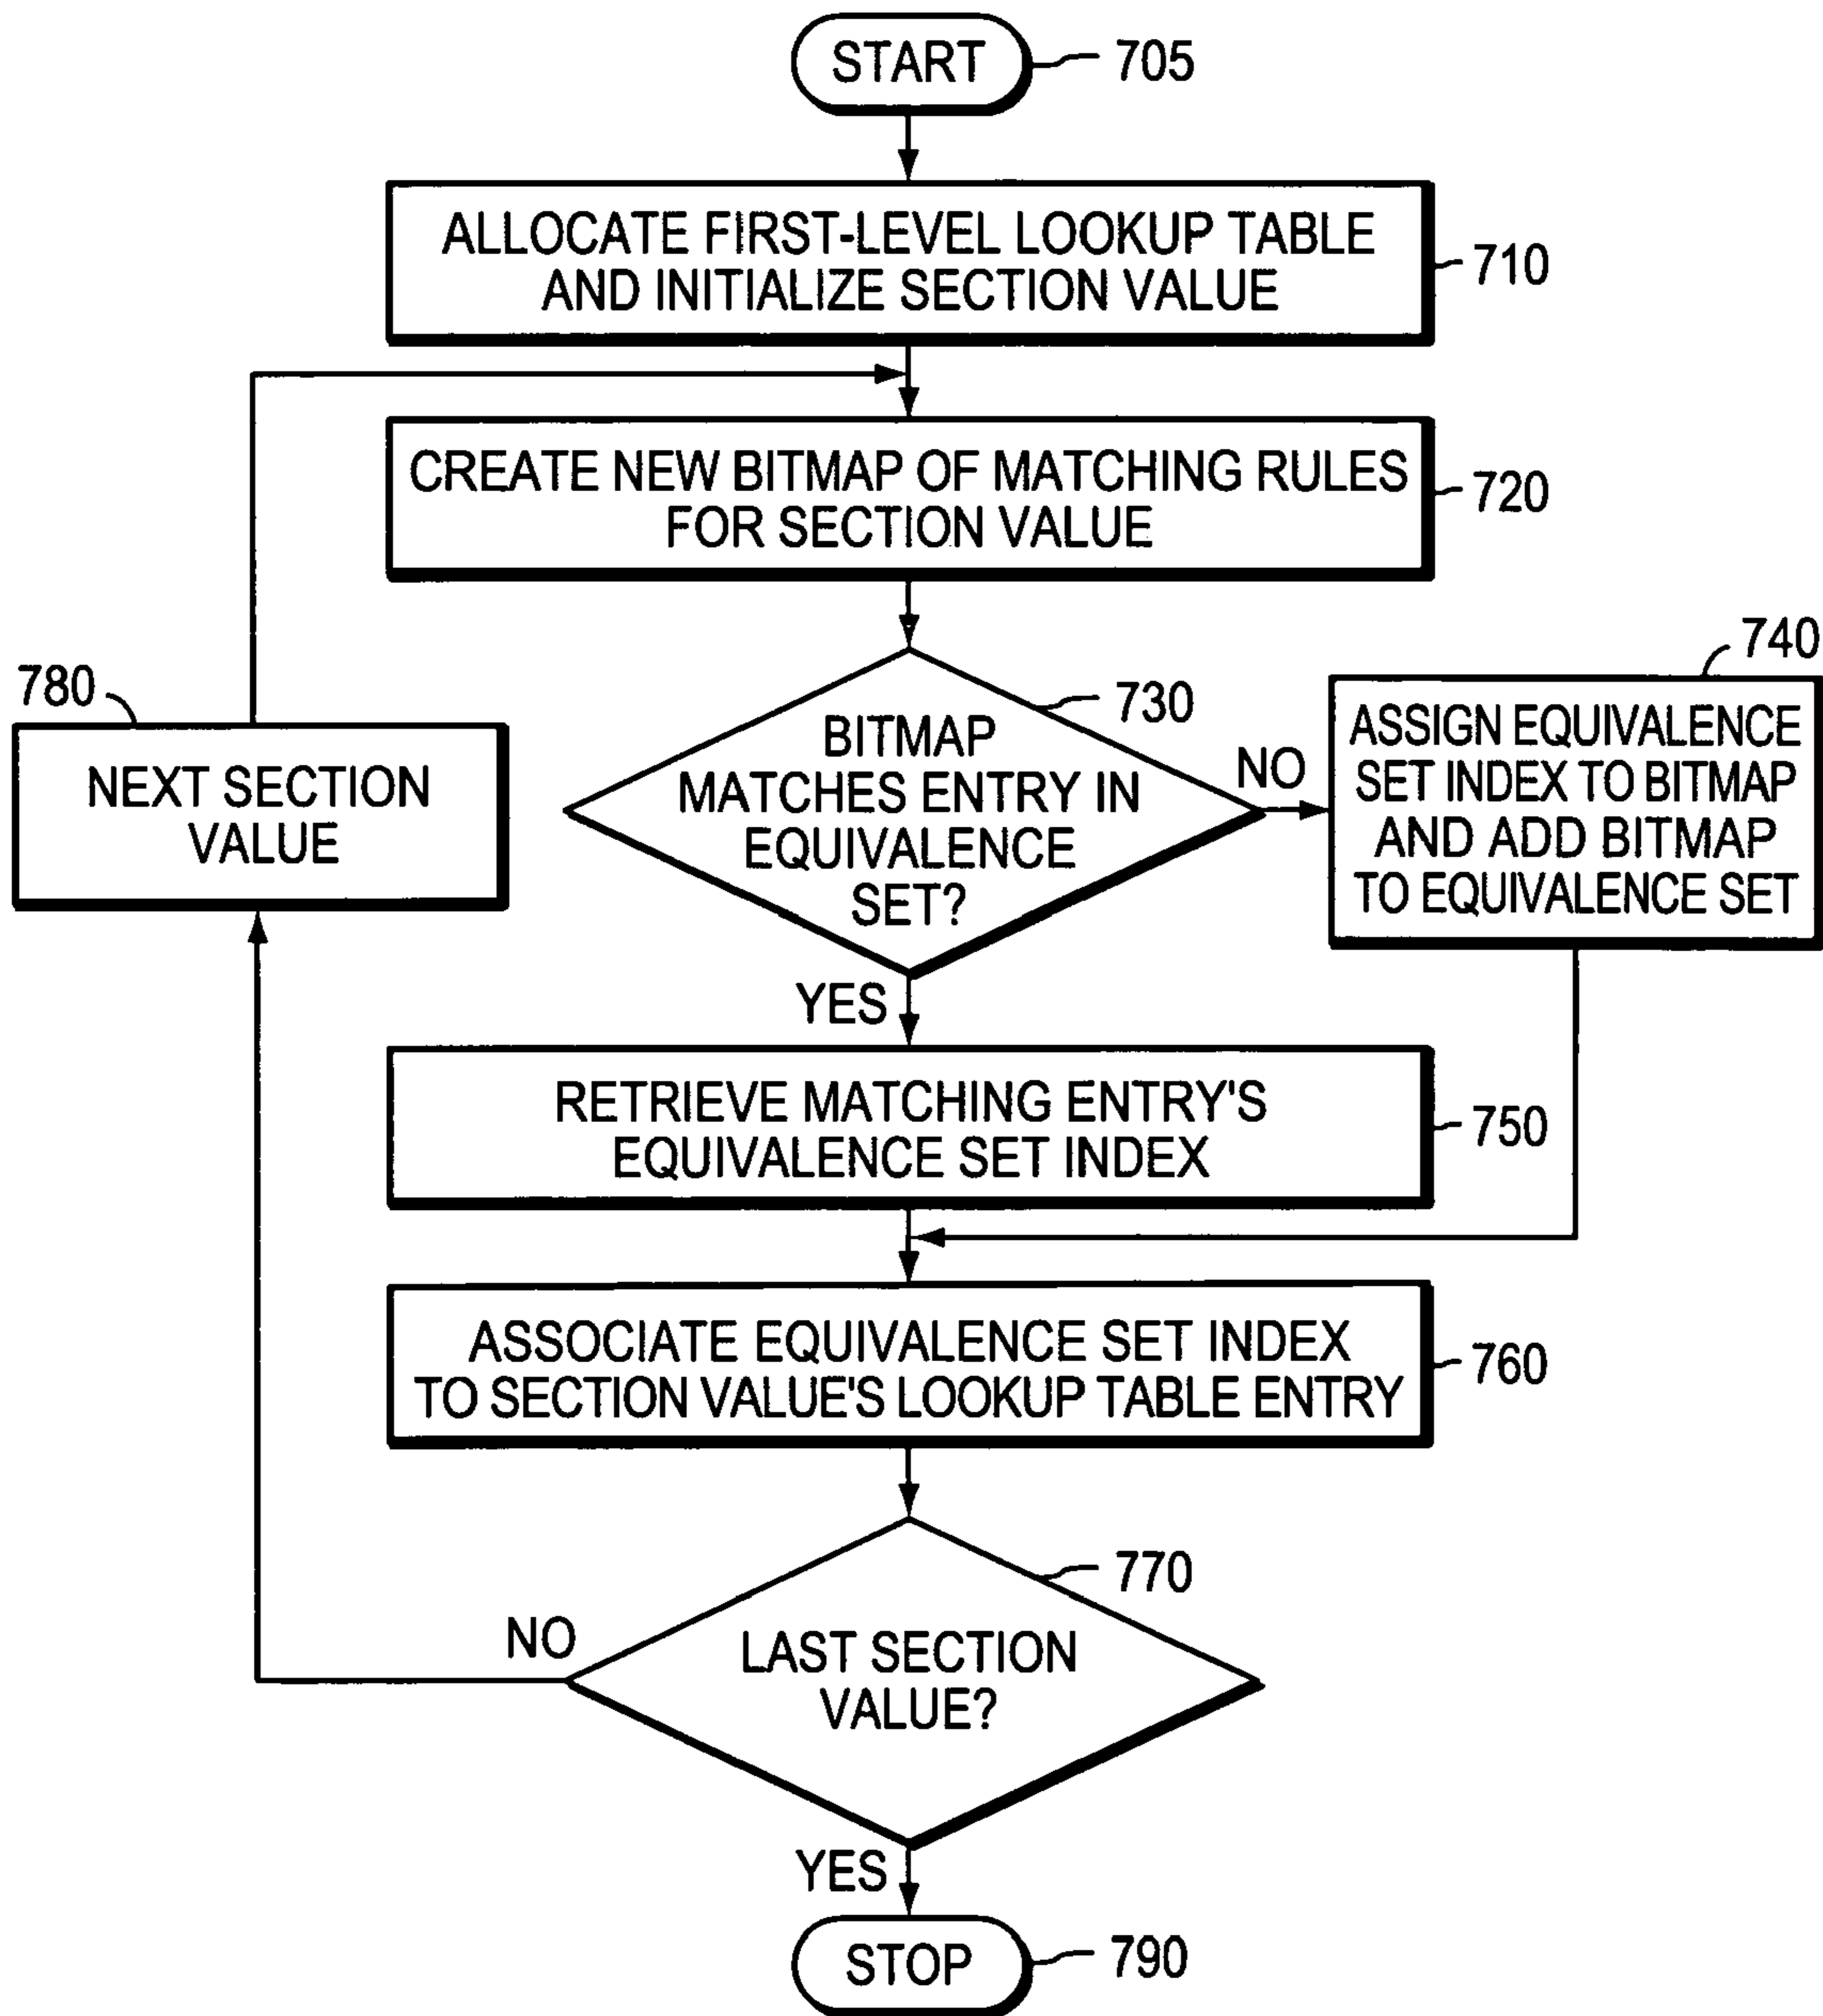 START
705
ALLOCATE FIRST-LEVEL LOOKUP TABLE
AND INITIALIZE SECTION VALUE
710
CREATE NEW BITMAP OF MATCHING RULES
FOR SECTION VALUE
720
730
BITMAP
MATCHES ENTRY IN
EQUIVALENCE
SET?
NO
740
ASSIGN EQUIVALENCE
SET INDEX TO BITMAP
AND ADD BITMAP
TO EQUIVALENCE SET
780
NEXT SECTION
VALUE
YES
RETRIEVE MATCHING ENTRY'S
EQUIVALENCE SET INDEX
750
ASSOCIATE EQUIVALENCE SET INDEX
TO SECTION VALUE'S LOOKUP TABLE ENTRY
760
770
LAST SECTION
VALUE?
NO
YES
STOP
790